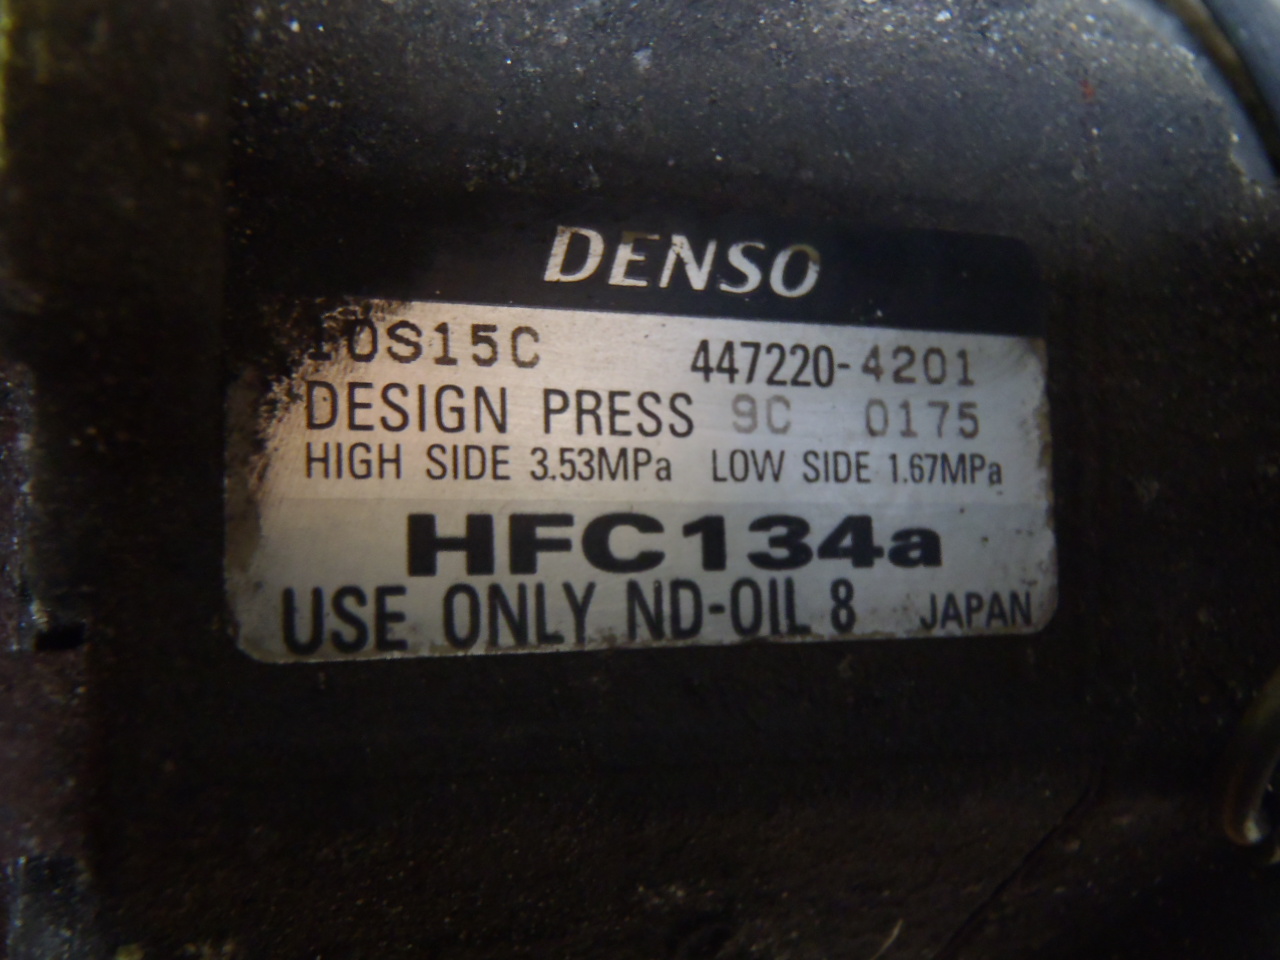 DENSO
10S15C 447220-4201
DESIGN PRESS 9C 0175
HIGH SIDE 3.53MPa LOW SIDE 1.67MPa
HFC134a
USE ONLY ND-OIL 8 JAPAN